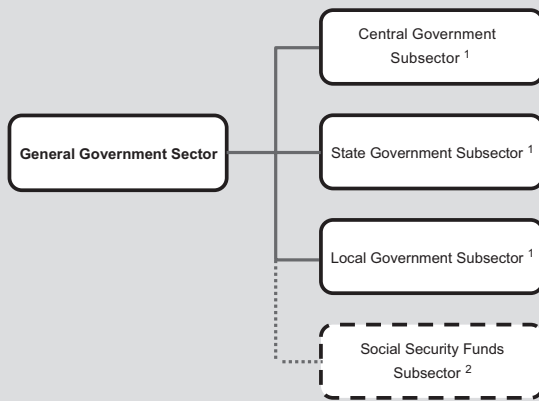 Central Government
Subsector 1
General Government Sector
State Government Subsector 1
Local Government Subsector 1
Social Security Funds
Subsector 2